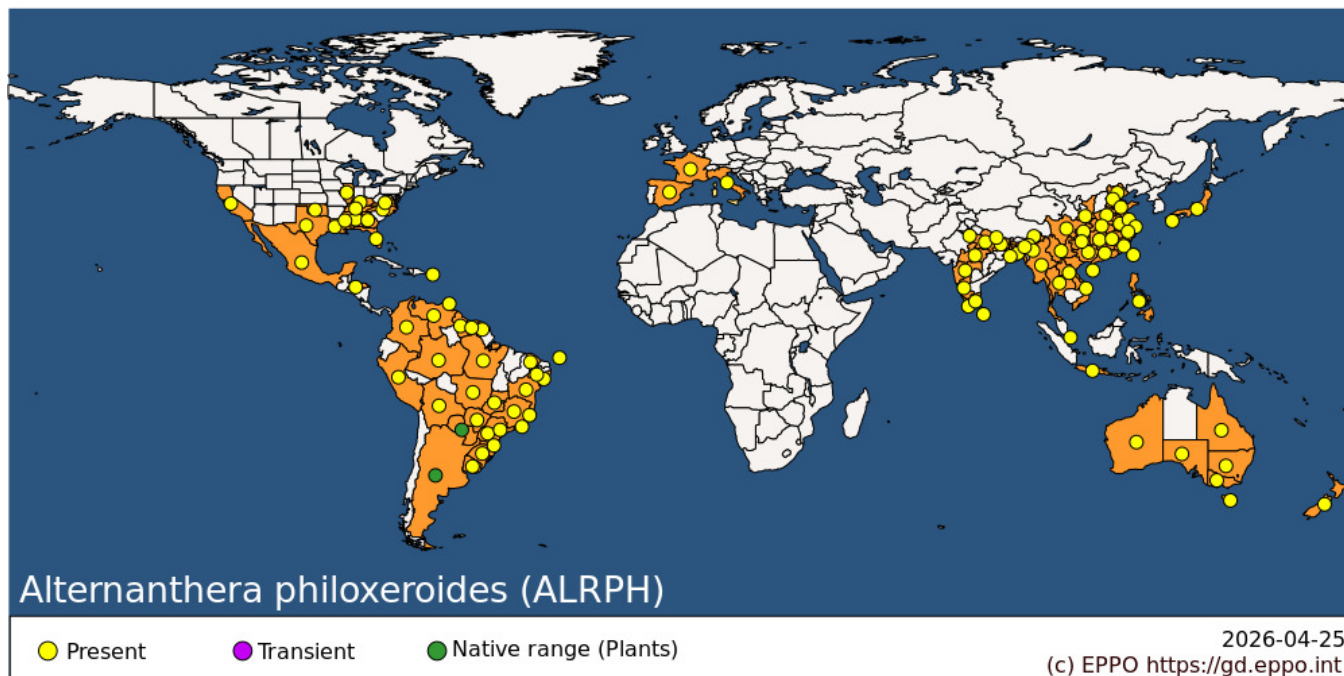 Alternanthera philoxeroides (ALRPH)
Present
Transient
Native range (Plants)
2026-04-25
(c) EPPO https://gd.eppo.int